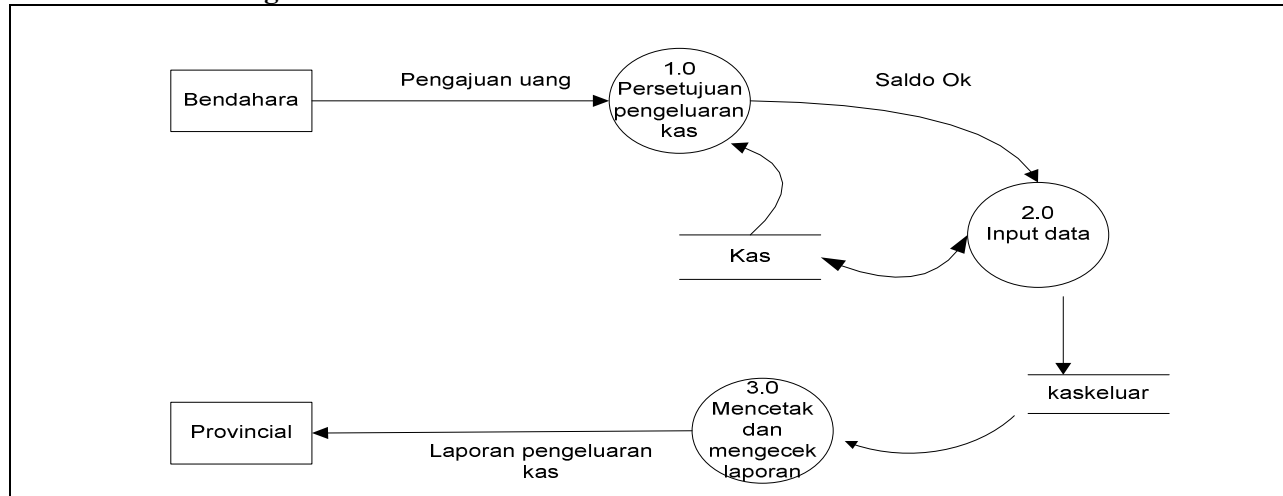 Bendahara
Pengajuan uang
1.0
Persetujuan
pengeluaran
kas
Saldo Ok
2.0
Input data
Kas
kaskeluar
3.0
Mencetak
dan
mengecek
laporan
Laporan pengeluaran
kas
Provincial